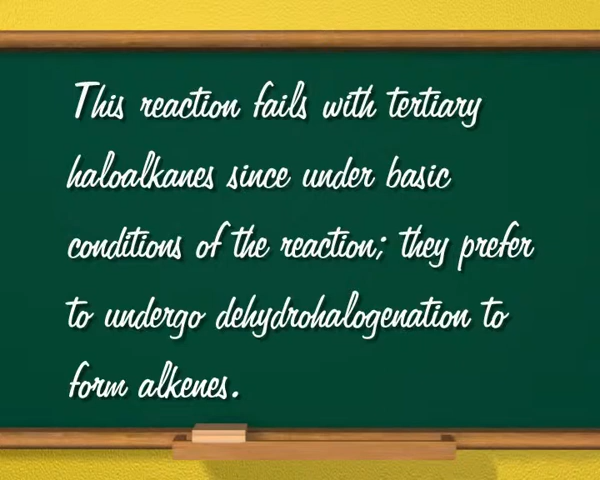 This reaction fails with tertiary
haloalkanes since under basic
conditions of the reaction; they prefer
to undergo dehydrohalogenation to
form alkenes.